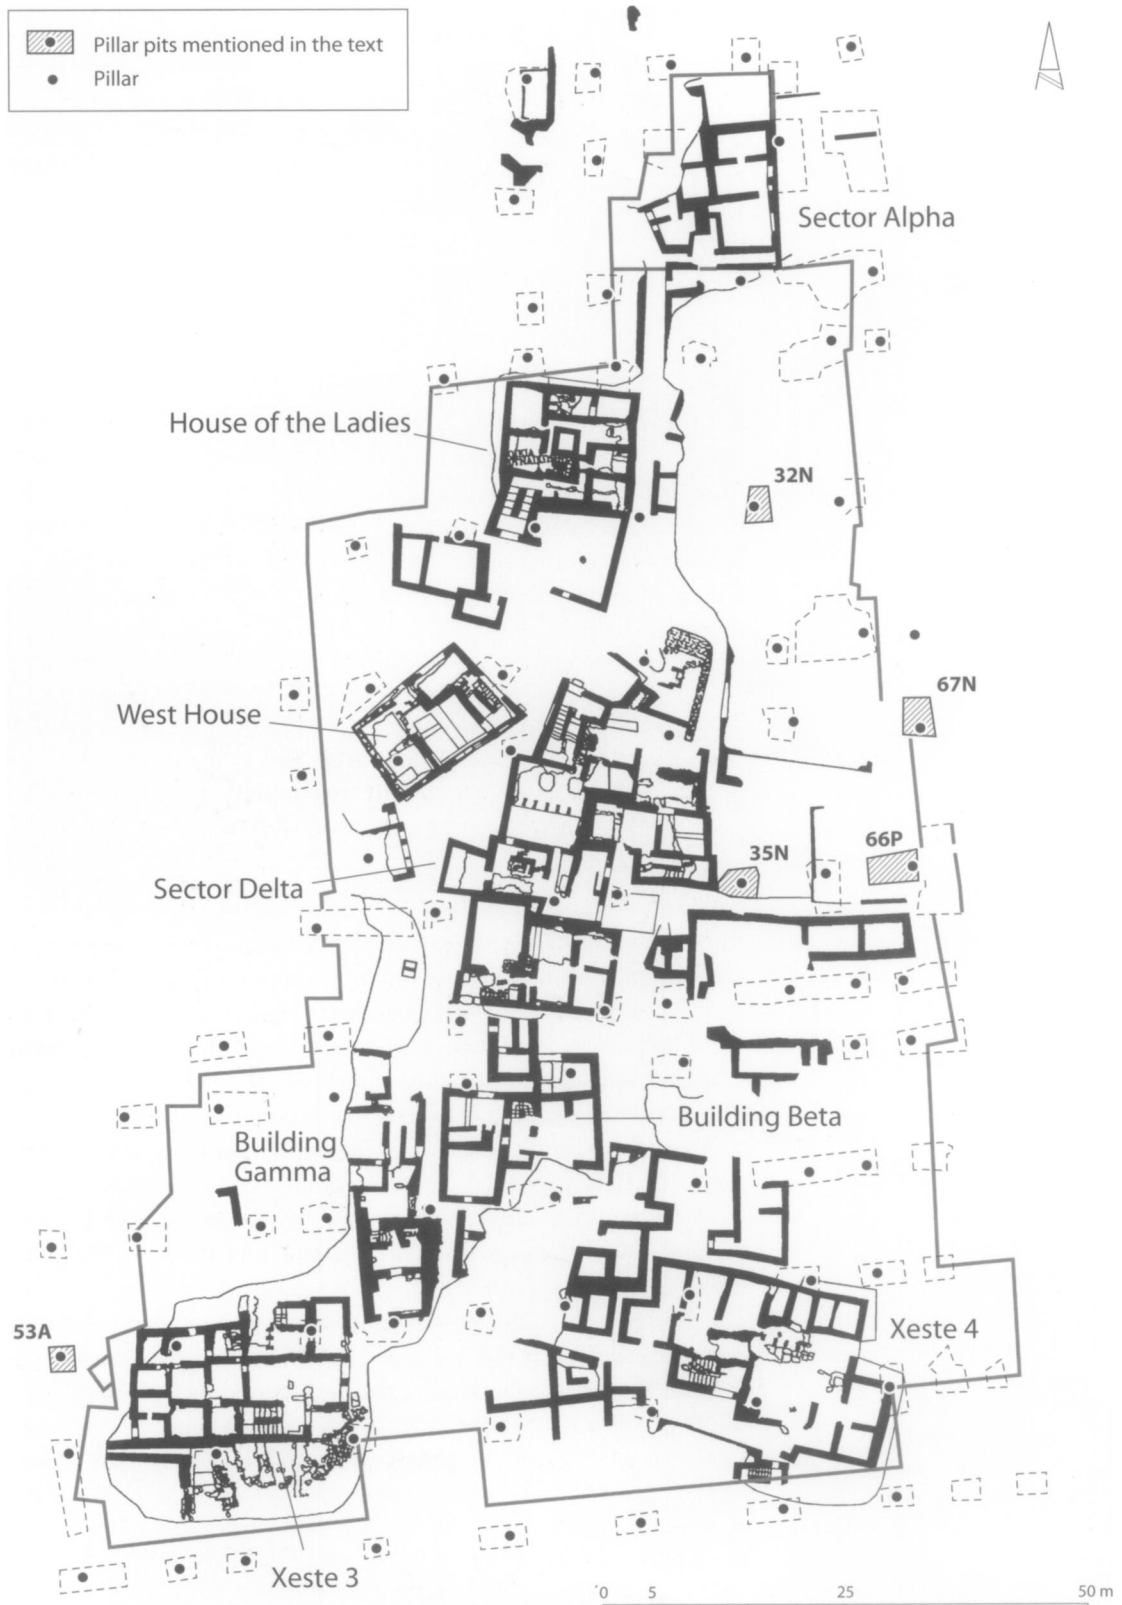 Pillar pits mentioned in the text
Pillar
Sector Alpha
House of the Ladies
32N
67N
West House
35N
66P
Sector Delta
Building Beta
Building
Gamma
53A
Xeste 4
Xeste 3
0 5 25 50 m